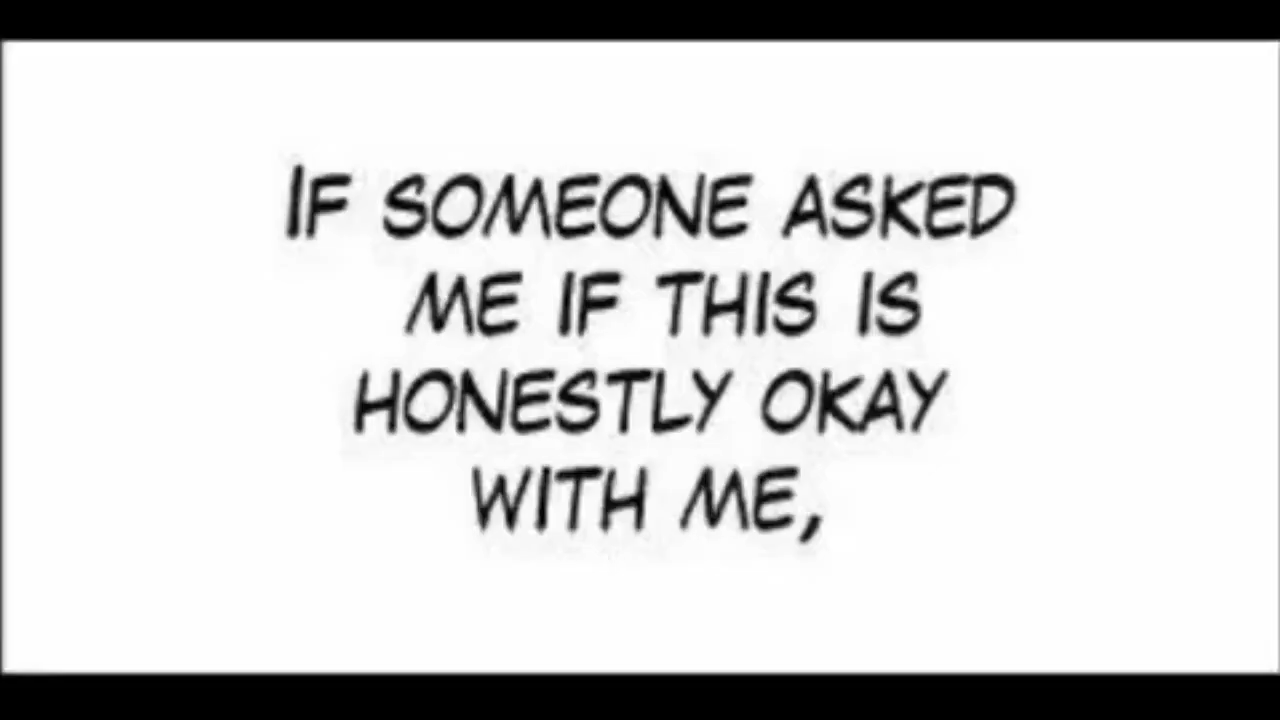 IF SOMEONE ASKED
ME IF THIS IS
HONESTLY OKAY
WITH ME,